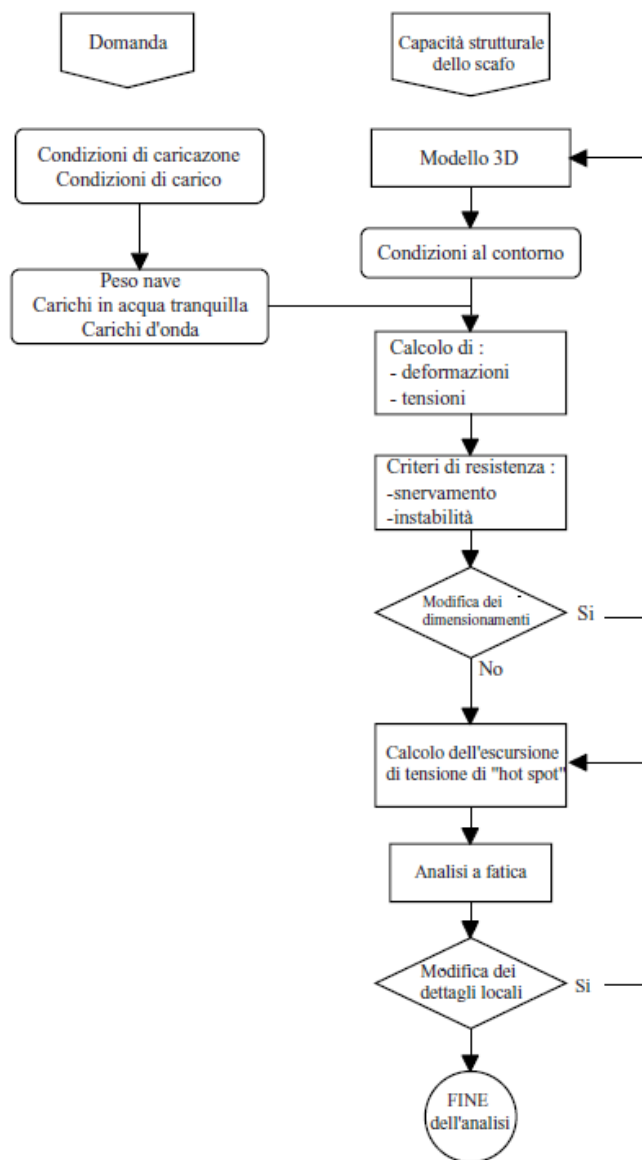 Domanda
Capacità strutturale
dello scafo
Condizioni di caricazone
Condizioni di carico
Modello 3D
Condizioni al contorno
Peso nave
Carichi in acqua tranquilla
Carichi d'onda
Calcolo di :
- deformazioni
- tensioni
Criteri di resistenza :
-snervamento
-instabilità
Modifica dei
dimensionamenti
Si
No
Calcolo dell'escursione
di tensione di "hot spot"
Analisi a fatica
Modifica dei
dettagli locali
Si
FINE
dell'analisi